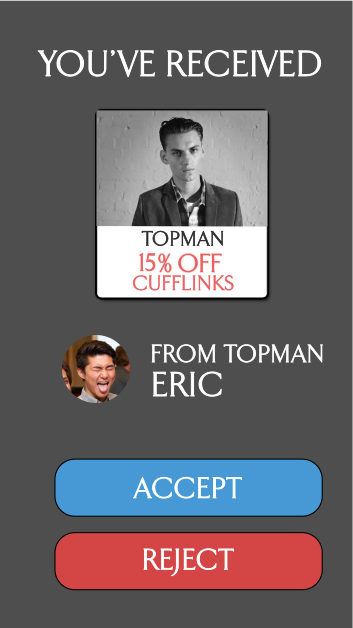 YOU'VE RECEIVED
TOPMAN
15% OFF
CUFFLINKS
FROM TOPMAN
ERIC
ACCEPT
REJECT